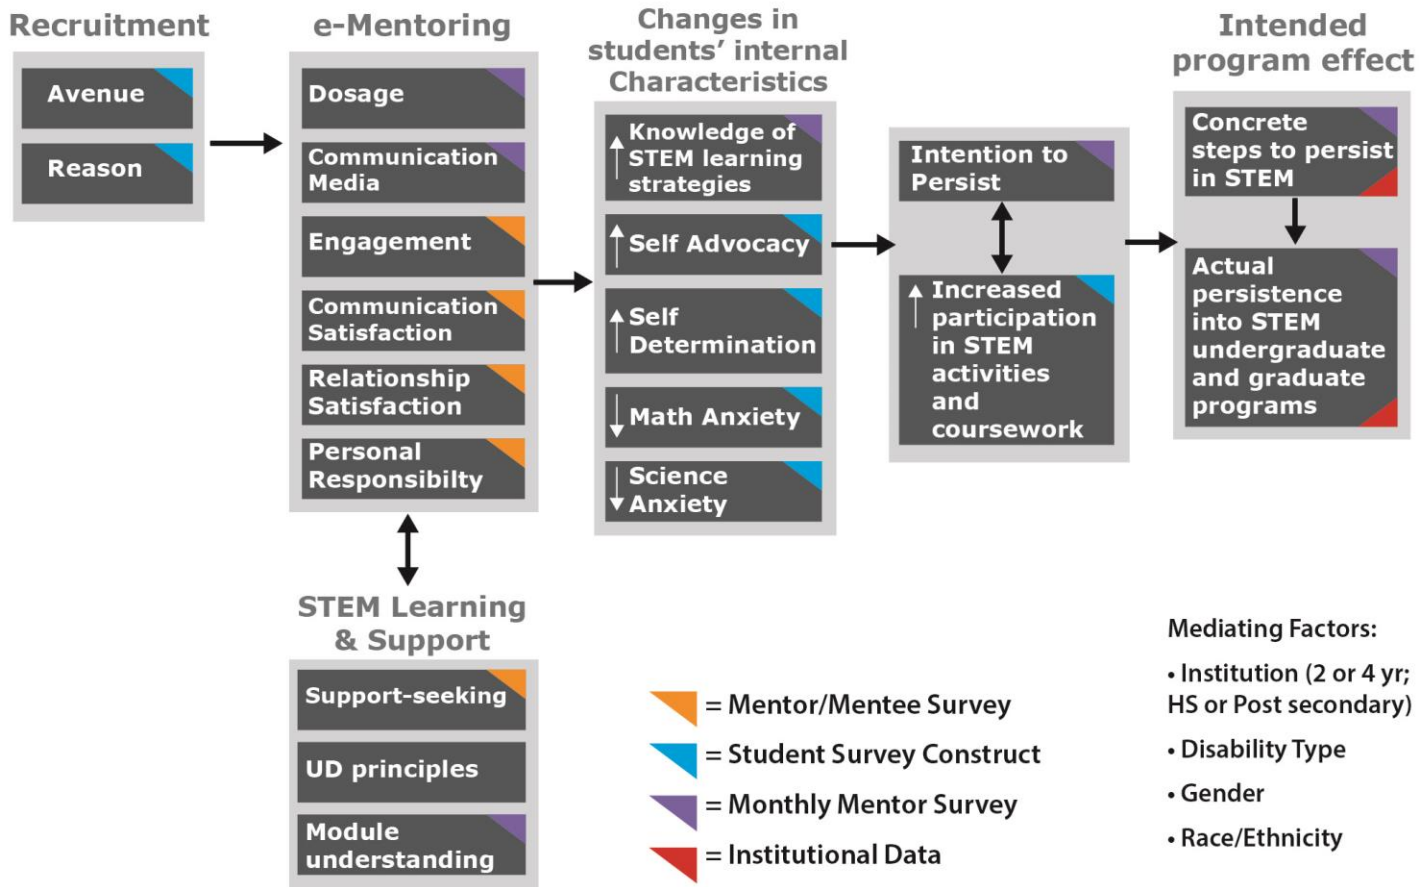 Recruitment
Avenue
Reason
e-Mentoring
Dosage
Communication
Media
Engagement
Communication
Satisfaction
Relationship
Satisfaction
Personal
Responsibilty
STEM Learning
& Support
Support-seeking
UD principles
Module
understanding
Changes in
students’ internal
Characteristics
Knowledge of
STEM learning
strategies
Self Advocacy
Self
Determination
Math Anxiety
Science
Anxiety
Intention to
Persist
Increased
participation
in STEM
activities
and
coursework
Intended
program effect
Concrete
steps to persist
in STEM
Actual
persistence
into STEM
undergraduate
and graduate
programs
= Mentor/Mentee Survey
= Student Survey Construct
= Monthly Mentor Survey
= Institutional Data
Mediating Factors:
• Institution (2 or 4 yr;
HS or Post secondary)
• Disability Type
• Gender
• Race/Ethnicity